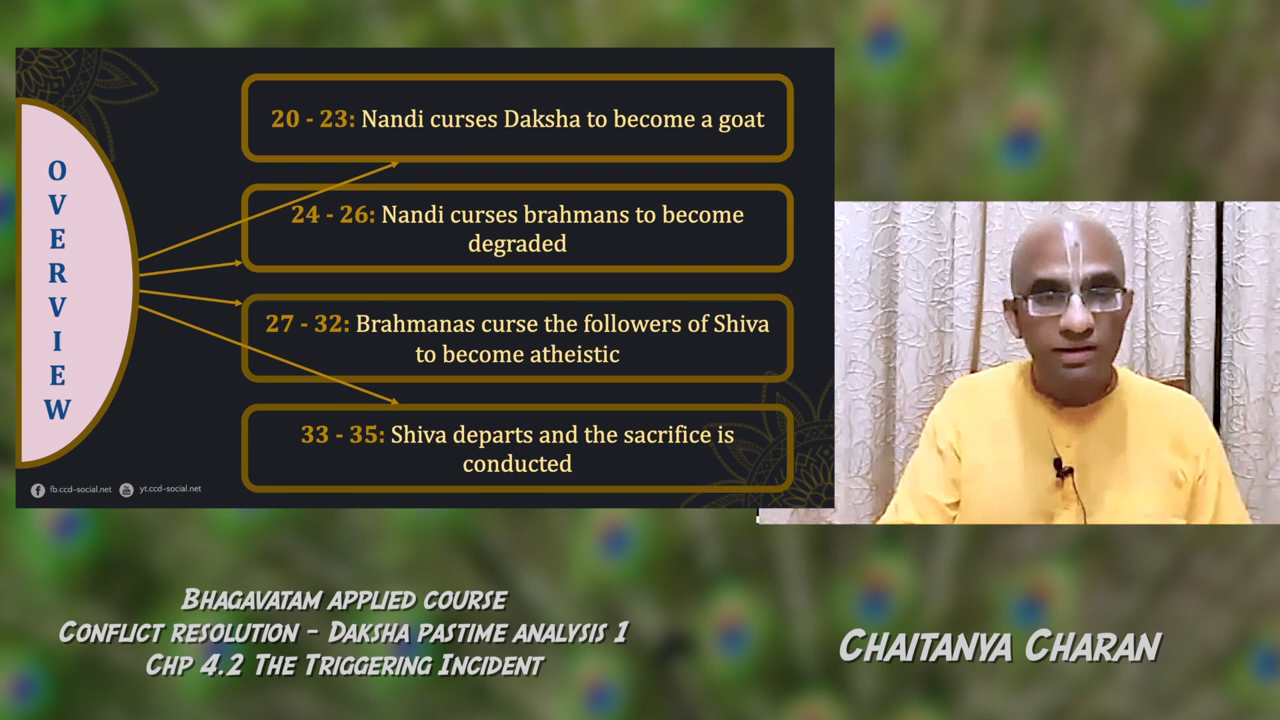 OVERVIEW
20 - 23: Nandi curses Daksha to become a goat
24 - 26: Nandi curses brahmans to become
degraded
27 - 32: Brahmanas curse the followers of Shiva
to become atheistic
33 - 35: Shiva departs and the sacrifice is
conducted
fb.ccd-social.net yt.ccd-social.net
Bhagavatam applied course
Conflict resolution - Daksha pastime analysis 1
Chp 4.2 The Triggering Incident
Chaitanya Charan